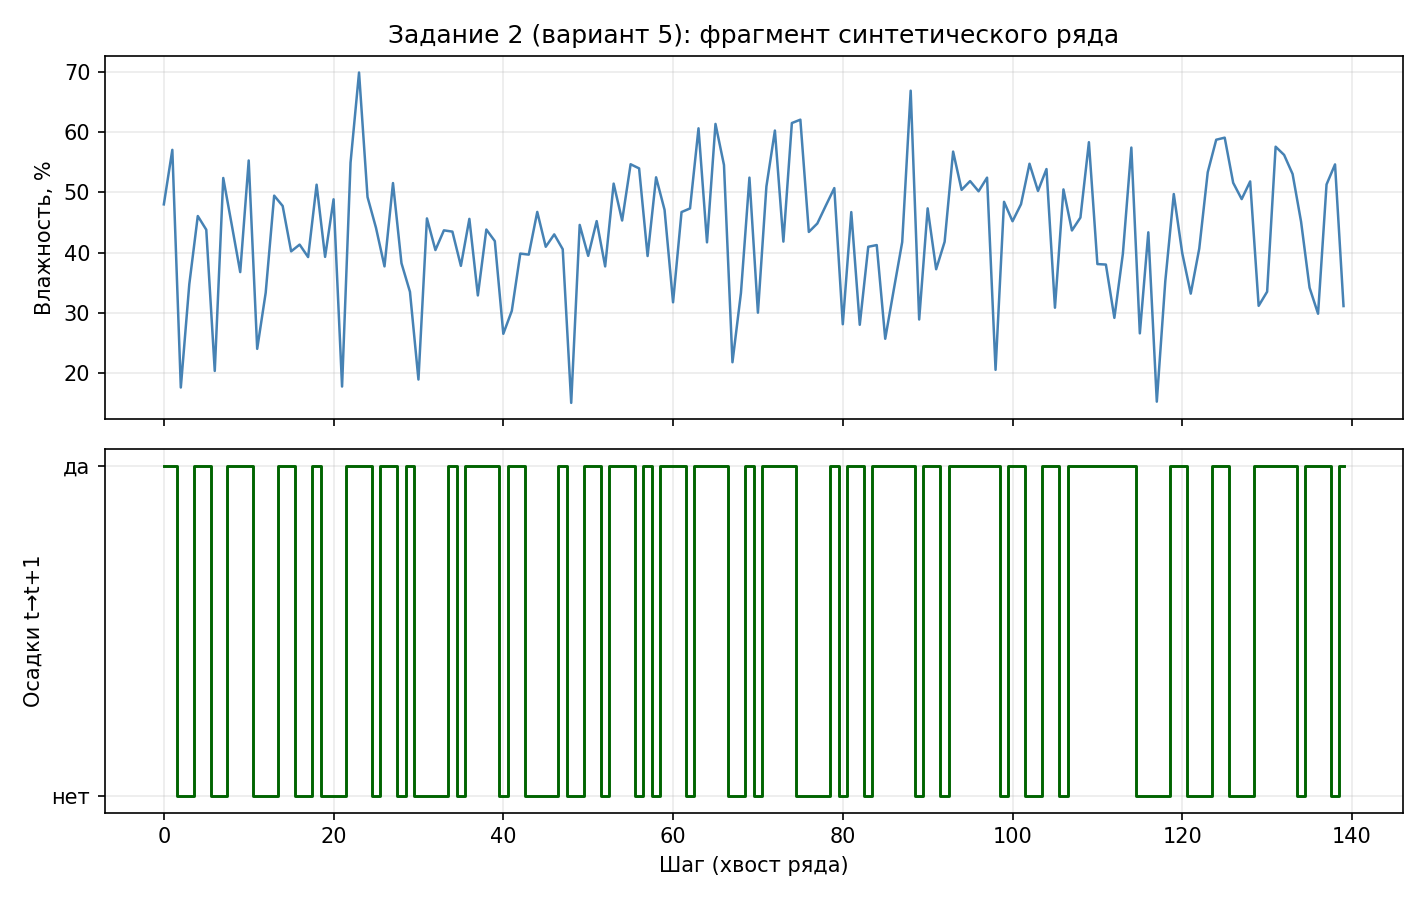 Задание 2 (вариант 5): фрагмент синтетического ряда
Влажность, %
70
60
50
40
30
20
Осадки t→t+1
да
нет
0 20 40 60 80 100 120 140
Шаг (хвост ряда)